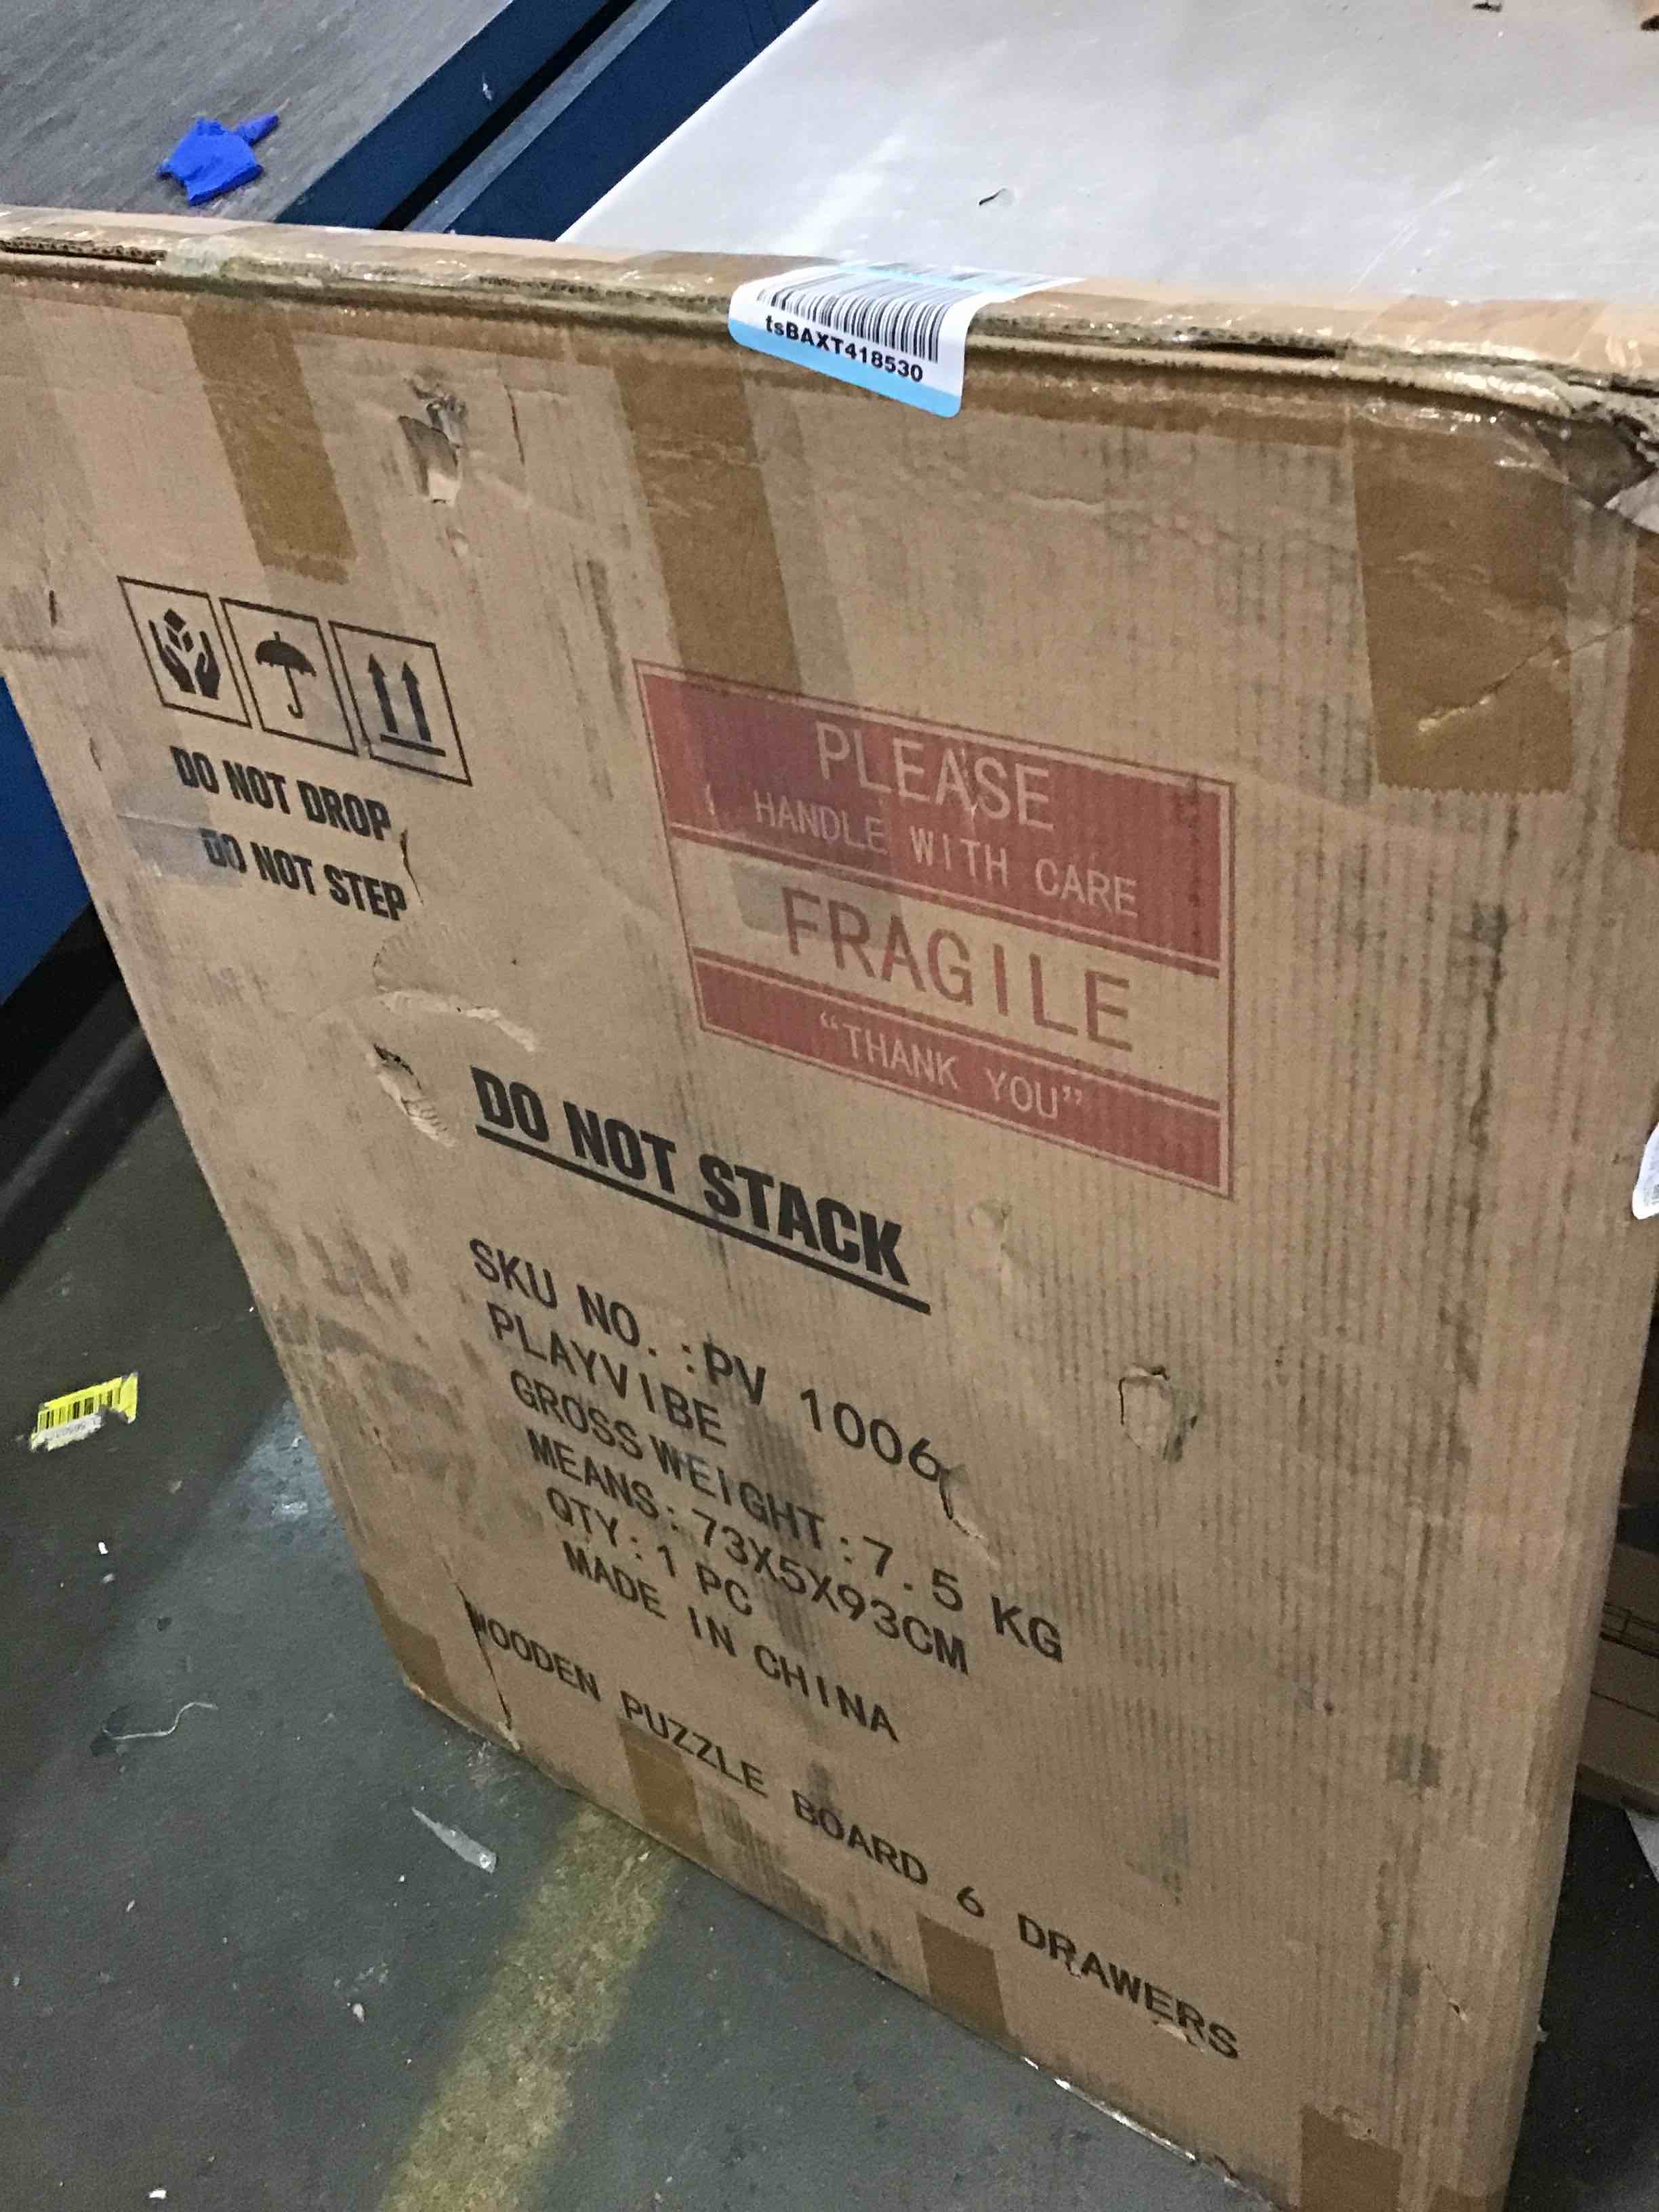 tsBAXT418530
DO NOT DROP
DO NOT STEP
PLEASE
HANDLE WITH CARE
FRAGILE
“THANK YOU”
DO NOT STACK
SKU NO. :PV 1006
PLAYVIBE
GROSS WEIGHT:7.5 KG
MEANS:73X5X93CM
QTY:1 PC
MADE IN CHINA
WOODEN PUZZLE BOARD 6 DRAWERS